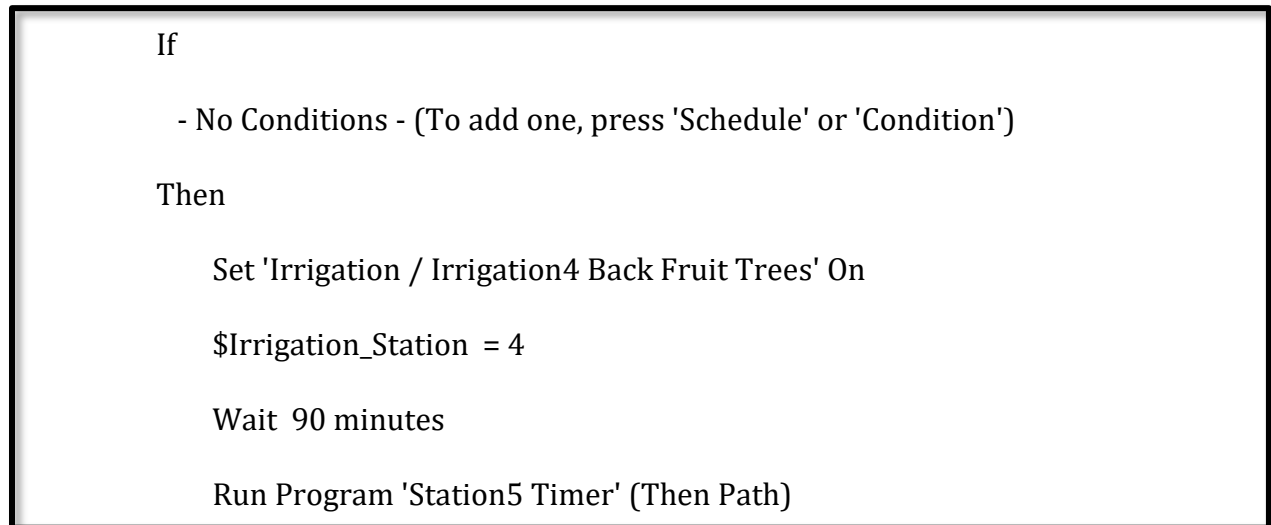 If
- No Conditions - (To add one, press 'Schedule' or 'Condition')
Then
Set 'Irrigation / Irrigation4 Back Fruit Trees' On
$Irrigation_Station  = 4
Wait  90 minutes
Run Program 'Station5 Timer' (Then Path)